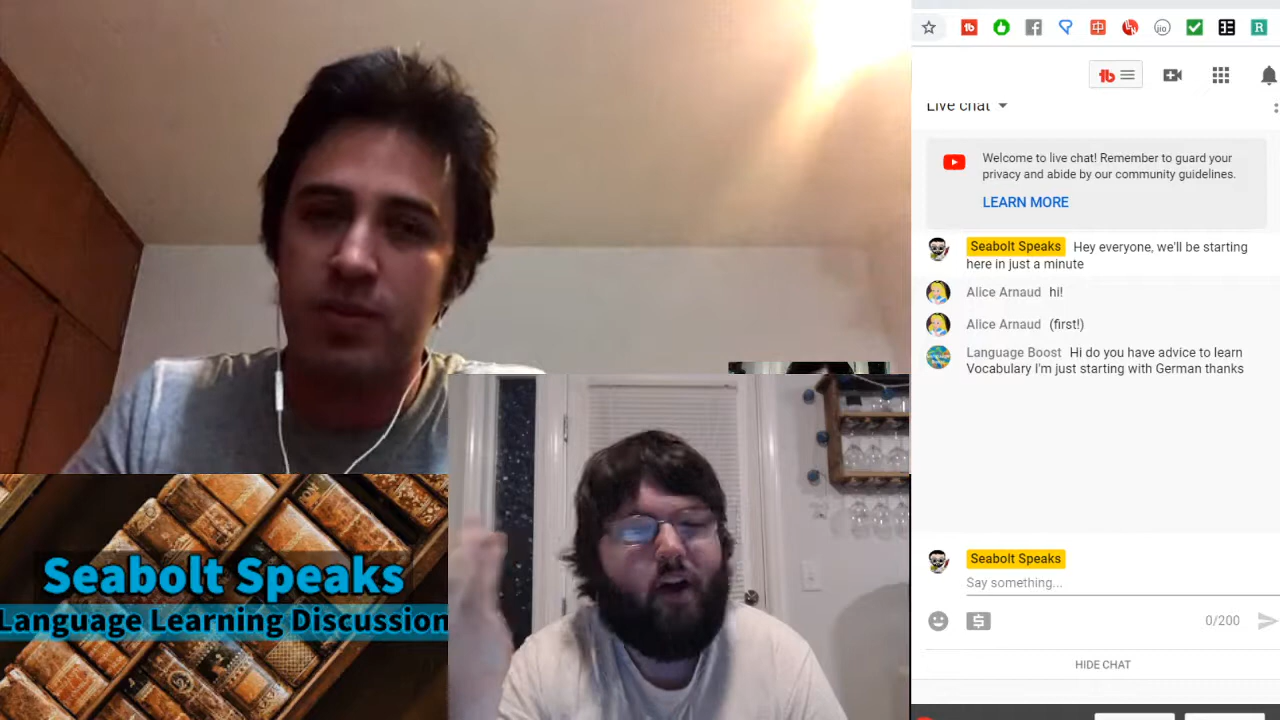 Live chat
Welcome to live chat! Remember to guard your
privacy and abide by our community guidelines.
LEARN MORE
Seabolt Speaks Hey everyone, we'll be starting
here in just a minute
Alice Arnaud hi!
Alice Arnaud (first!)
Language Boost Hi do you have advice to learn
Vocabulary I'm just starting with German thanks
Seabolt Speaks
Say something...
0/200
HIDE CHAT
Seabolt Speaks
Language Learning Discussion